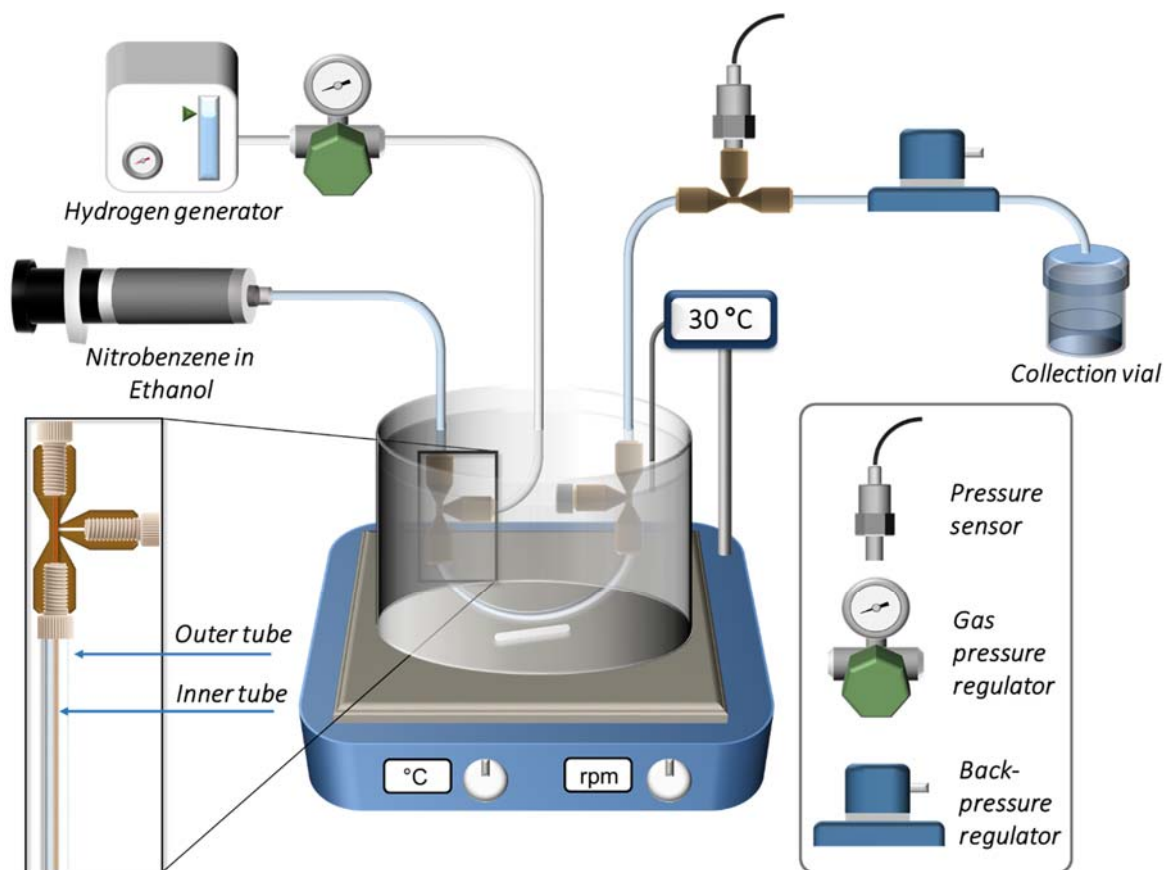 Hydrogen generator
Nitrobenzene in
Ethanol
30 °C
Collection vial
Outer tube
Inner tube
°C
rpm
Pressure
sensor
Gas
pressure
regulator
Back-
pressure
regulator